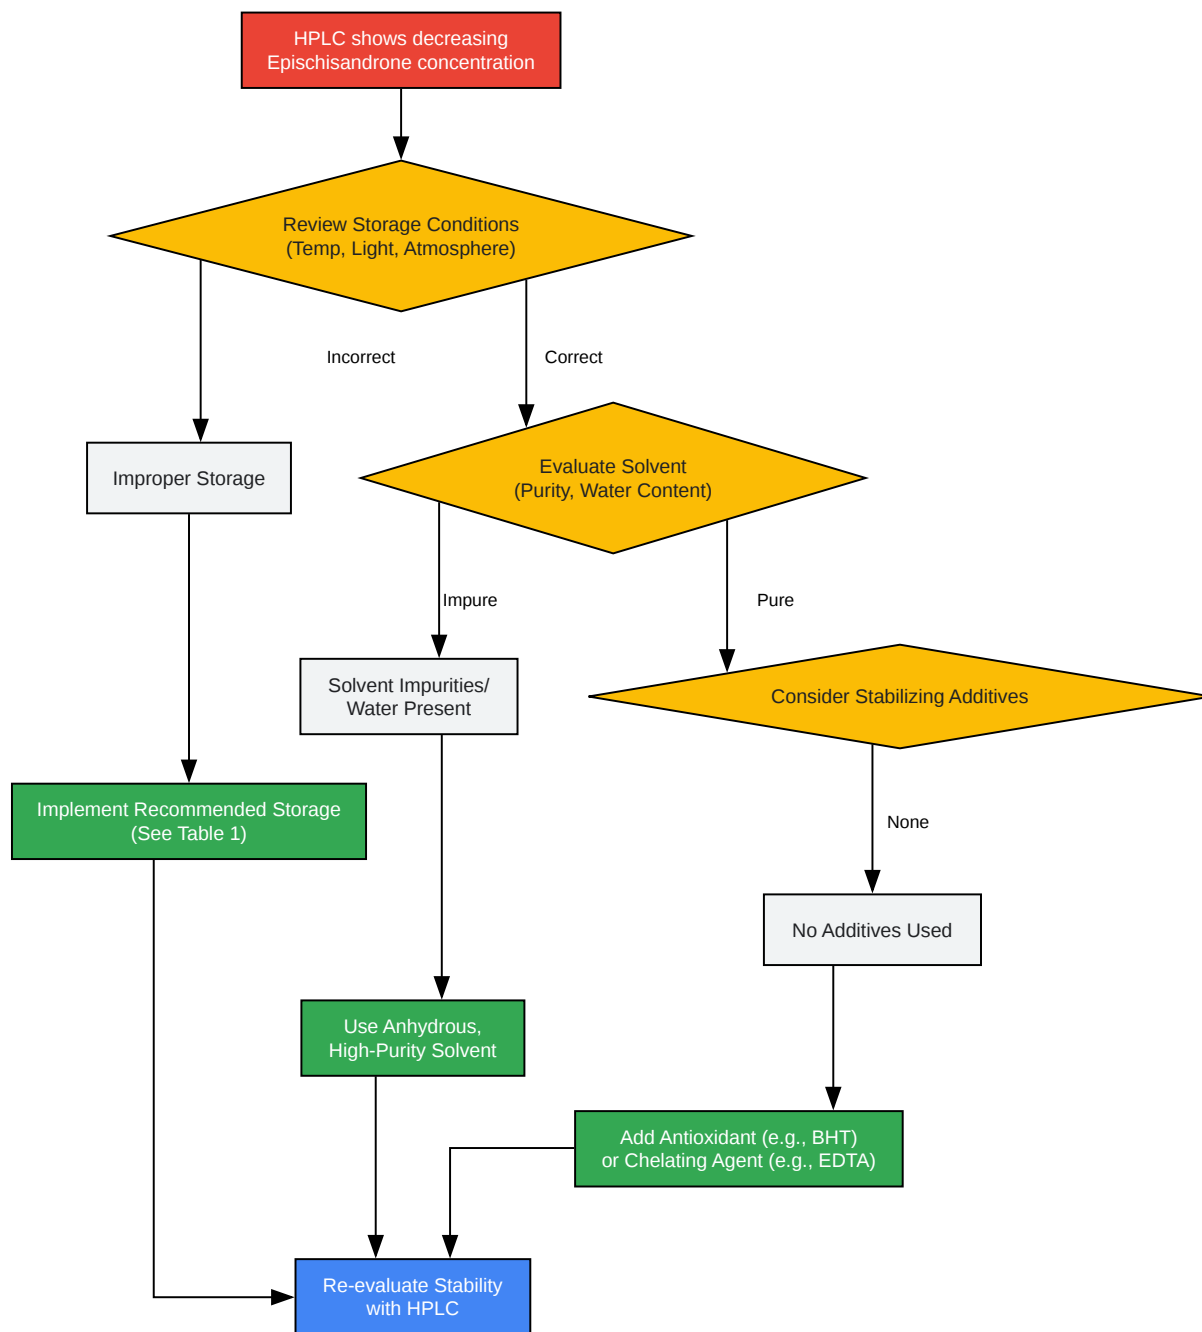 HPLC shows decreasing
Epischisandrone concentration
Review Storage Conditions
(Temp, Light, Atmosphere)
Incorrect
Correct
Improper Storage
Evaluate Solvent
(Purity, Water Content)
Impure
Pure
Solvent Impurities/
Water Present
Consider Stabilizing Additives
Implement Recommended Storage
(See Table 1)
None
No Additives Used
Use Anhydrous,
High-Purity Solvent
Add Antioxidant (e.g., BHT)
or Chelating Agent (e.g., EDTA)
Re-evaluate Stability
with HPLC